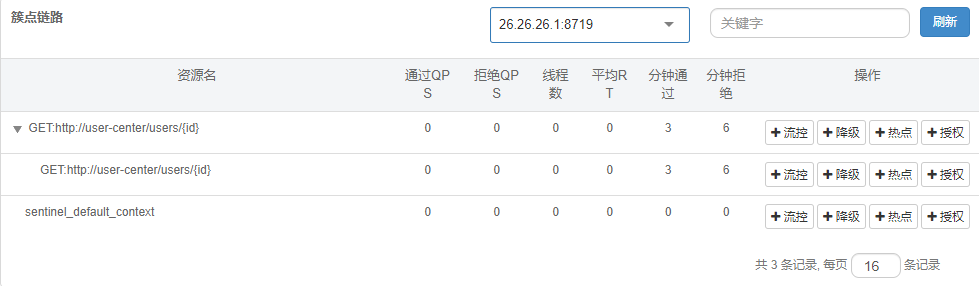 簇点链路 26.26.26.1:8719 关键字 刷新
资源名 通过QPS 拒绝QPS 线程数 平均RT 分钟通过 分钟拒绝 操作
GET:http://user-center/users/{id} 0 0 0 0 3 6 流控 降级 热点 授权
GET:http://user-center/users/{id} 0 0 0 0 3 6 流控 降级 热点 授权
sentinel_default_context 0 0 0 0 0 0 流控 降级 热点 授权
共 3 条记录, 每页 16 条记录